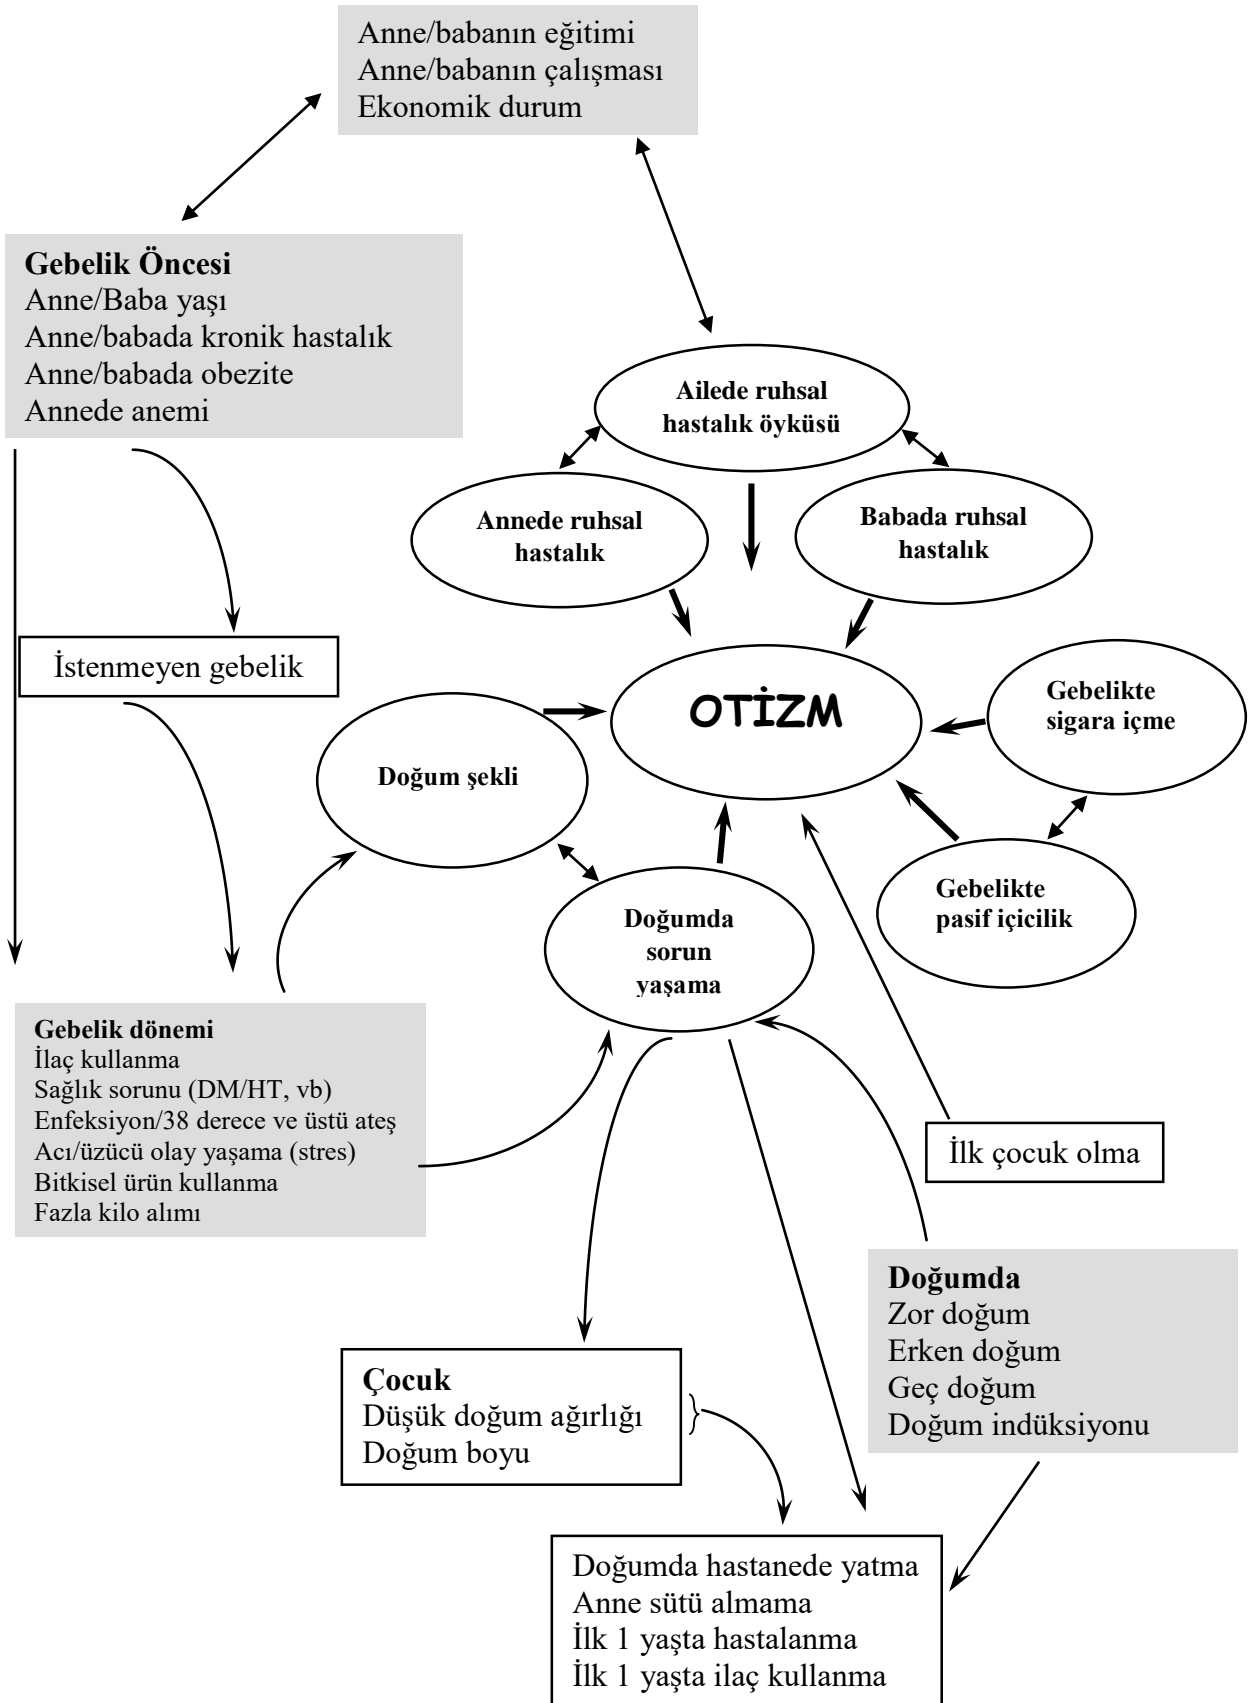 Anne/babanın eğitimi
Anne/babanın çalışması
Ekonomik durum
Gebelik Öncesi
Anne/Baba yaşı
Anne/babada kronik hastalık
Anne/babada obezite
Annede anemi
Ailede ruhsal
hastalık öyküsü
Annede ruhsal
hastalık
Babada ruhsal
hastalık
İstenmeyen gebelik
OTİZM
Gebelikte
sigara içme
Doğum şekli
Gebelikte
pasif içicilik
Doğumda
sorun
yaşama
Gebelik dönemi
İlaç kullanma
Sağlık sorunu (DM/HT, vb)
Enfeksiyon/38 derece ve üstü ateş
Acı/üzücü olay yaşama (stres)
Bitkisel ürün kullanma
Fazla kilo alımı
İlk çocuk olma
Doğumda
Zor doğum
Erken doğum
Geç doğum
Doğum indüksiyonu
Çocuk
Düşük doğum ağırlığı
Doğum boyu
Doğumda hastanede yatma
Anne sütü almama
İlk 1 yaşta hastalanma
İlk 1 yaşta ilaç kullanma